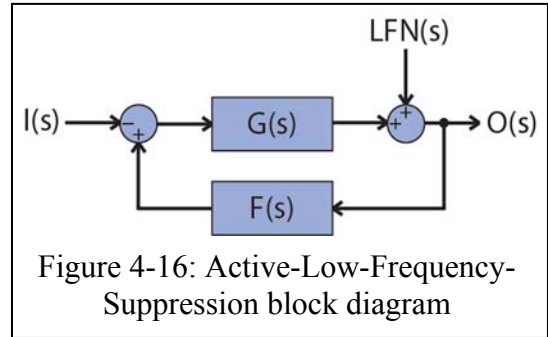 LFN(s)
I(s)
-
+
G(s)
+
+
O(s)
F(s)
Figure 4-16: Active-Low-Frequency-
Suppression block diagram